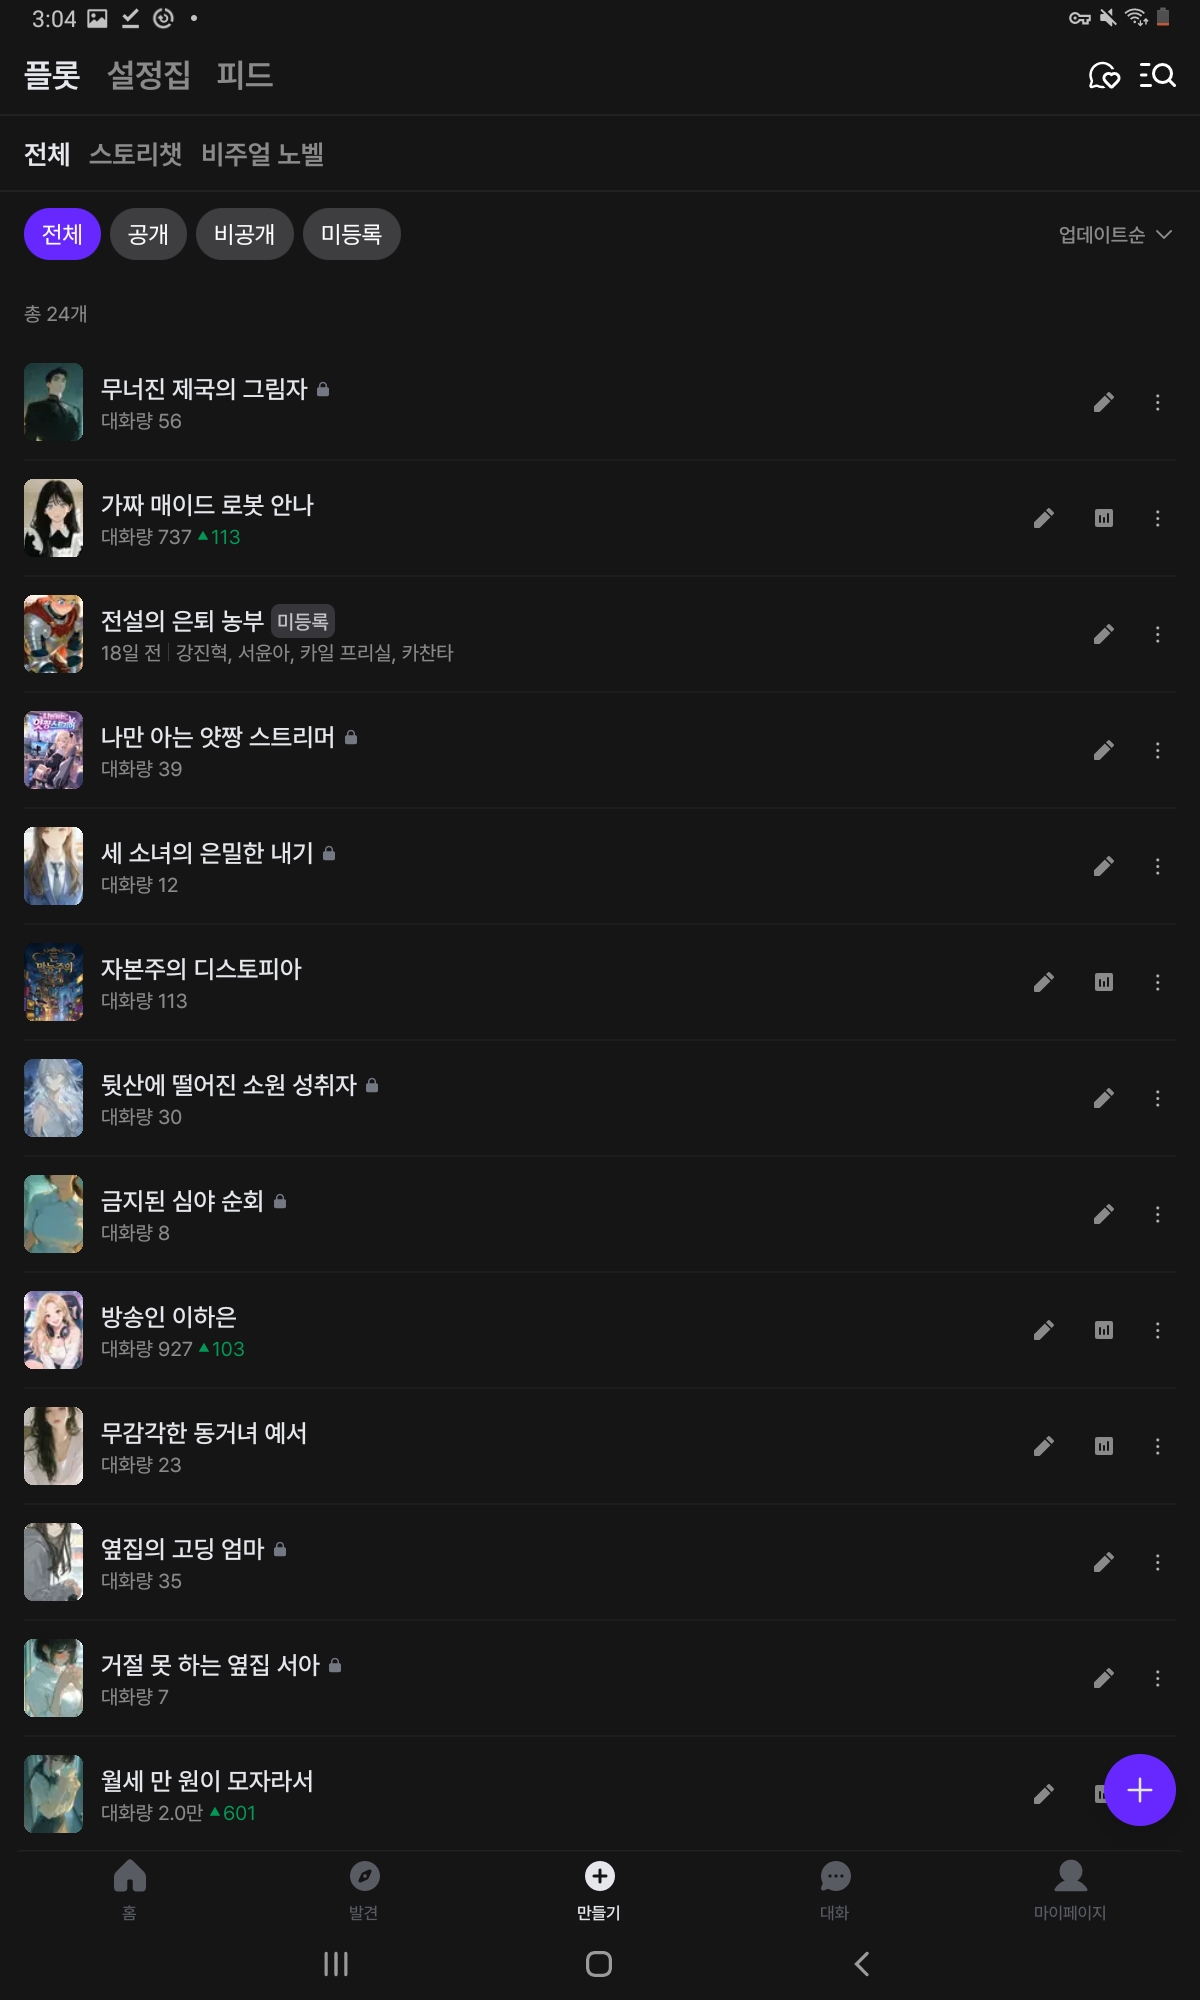 3:04
플롯 설정집 피드
전체 스토리챗 비주얼 노벨
전체 공개 비공개 미등록 업데이트순
총 24개
무너진 제국의 그림자
대화량 56
가짜 매이드 로봇 안나
대화량 737 ▲113
전설의 은퇴 농부 미등록
18일 전 | 강진혁, 서윤아, 카일 프리실, 카찬타
나만 아는 얏짱 스트리머
대화량 39
세 소녀의 은밀한 내기
대화량 12
자본주의 디스토피아
대화량 113
뒷산에 떨어진 소원 성취자
대화량 30
금지된 심야 순회
대화량 8
방송인 이하은
대화량 927 ▲103
무감각한 동거녀 예서
대화량 23
옆집의 고딩 엄마
대화량 35
거절 못 하는 옆집 서아
대화량 7
월세 만 원이 모자라서
대화량 2.0만 ▲601
홈 발견 만들기 대화 마이페이지